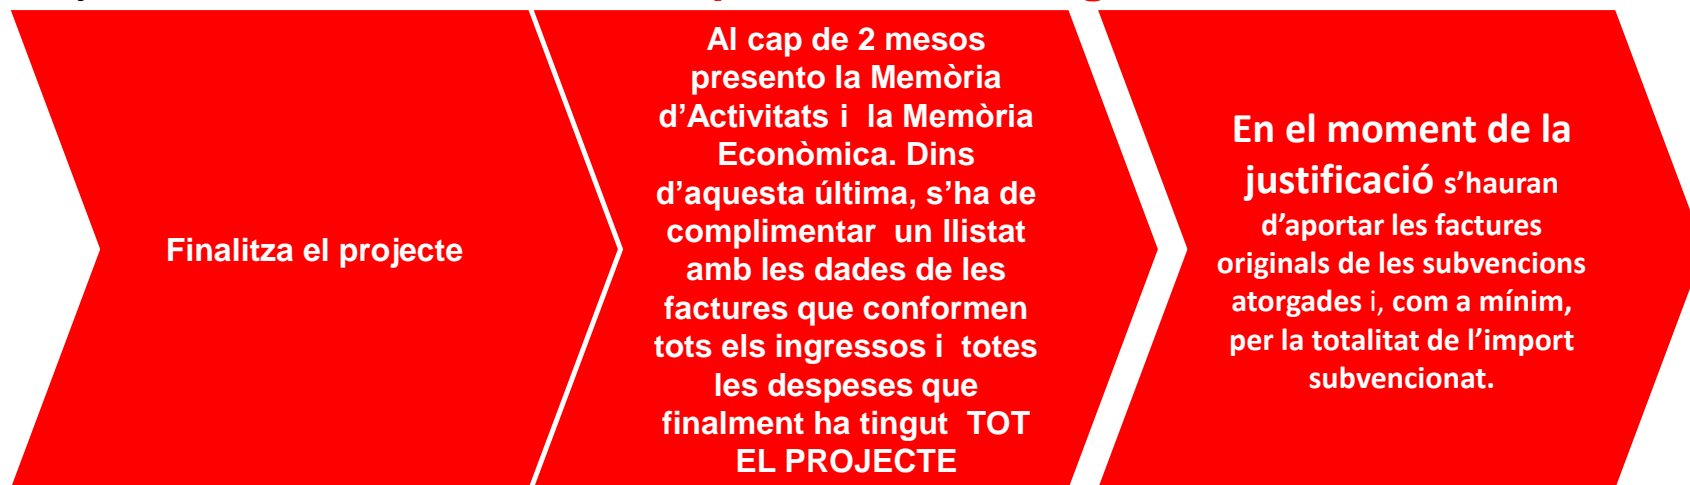 Finalitza el projecte
Al cap de 2 mesos
presento la Memòria
d’Activitats i  la Memòria
Econòmica. Dins
d’aquesta última, s’ha de
complimentar  un llistat
amb les dades de les
factures que conformen
tots els ingressos i  totes
les despeses que
finalment ha tingut  TOT
EL PROJECTE
En el moment de la
justificació s’hauran
d’aportar les factures
originals de les subvencions
atorgades i, com a mínim,
per la totalitat de l’import
subvencionat.